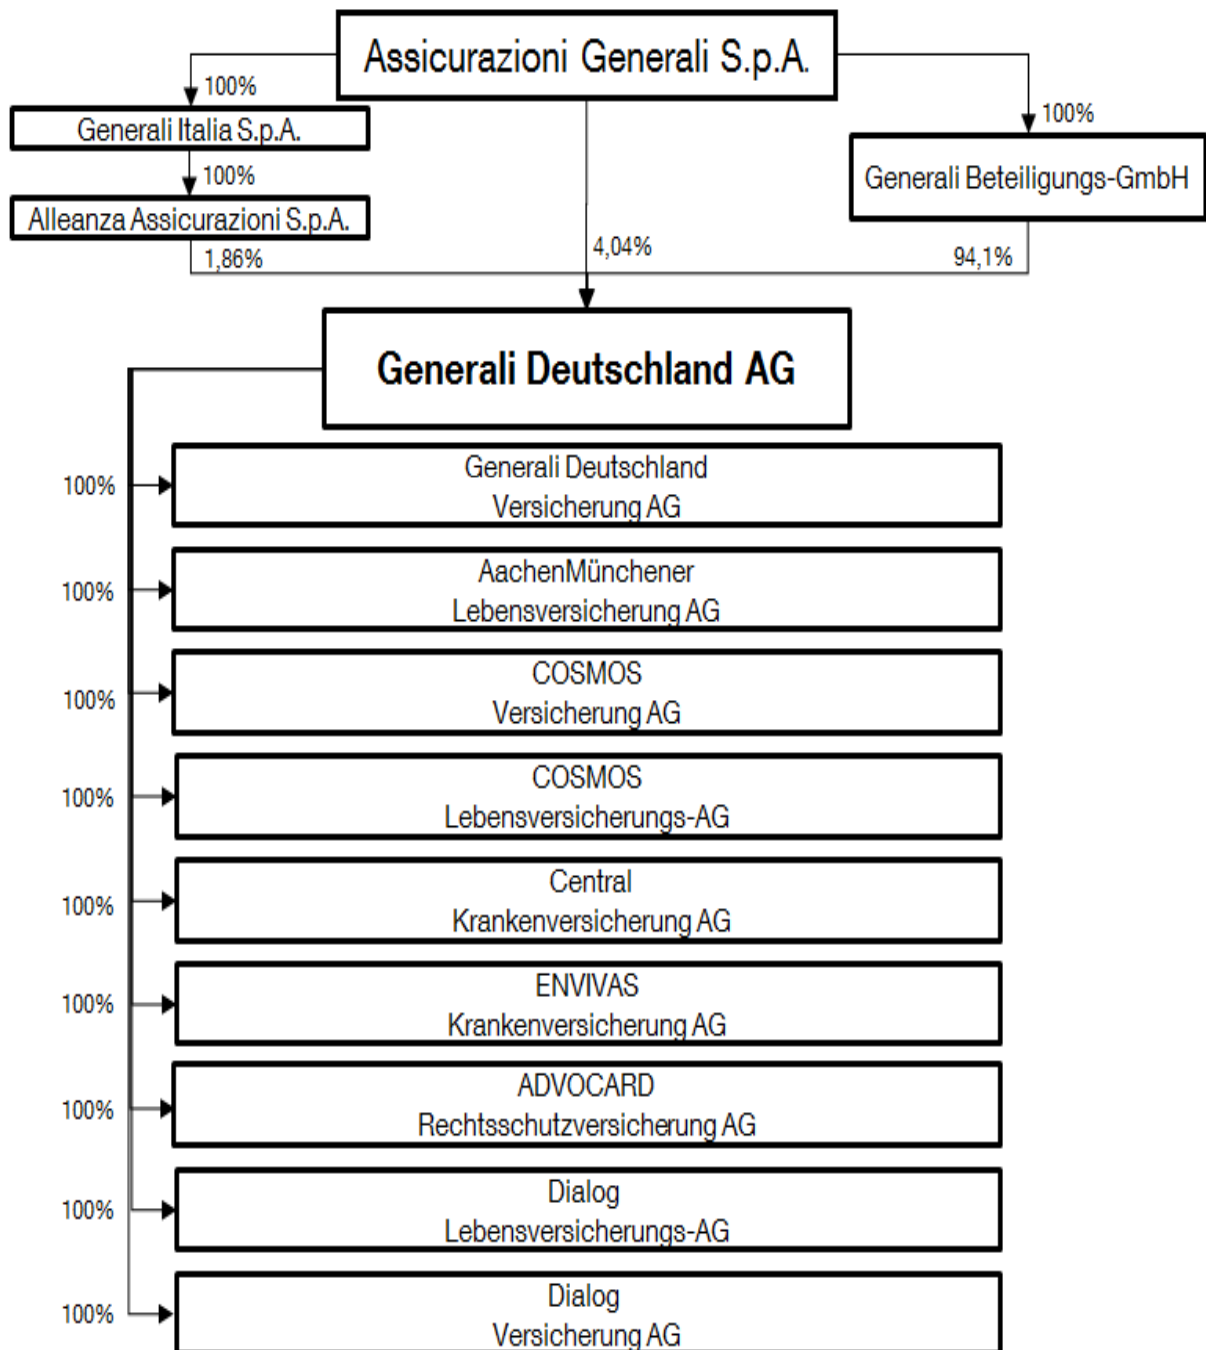 Assicurazioni Generali S.p.A.
100%
100%
Generali Italia S.p.A.
Generali Beteiligungs-GmbH
100%
Alleanza Assicurazioni S.p.A.
1,86%
4,04%
94,1%
Generali Deutschland AG
100%
Generali Deutschland
Versicherung AG
100%
AachenMünchener
Lebensversicherung AG
100%
COSMOS
Versicherung AG
100%
COSMOS
Lebensversicherungs-AG
100%
Central
Krankenversicherung AG
100%
ENVIVAS
Krankenversicherung AG
100%
ADVOCARD
Rechtsschutzversicherung AG
100%
Dialog
Lebensversicherungs-AG
100%
Dialog
Versicherung AG